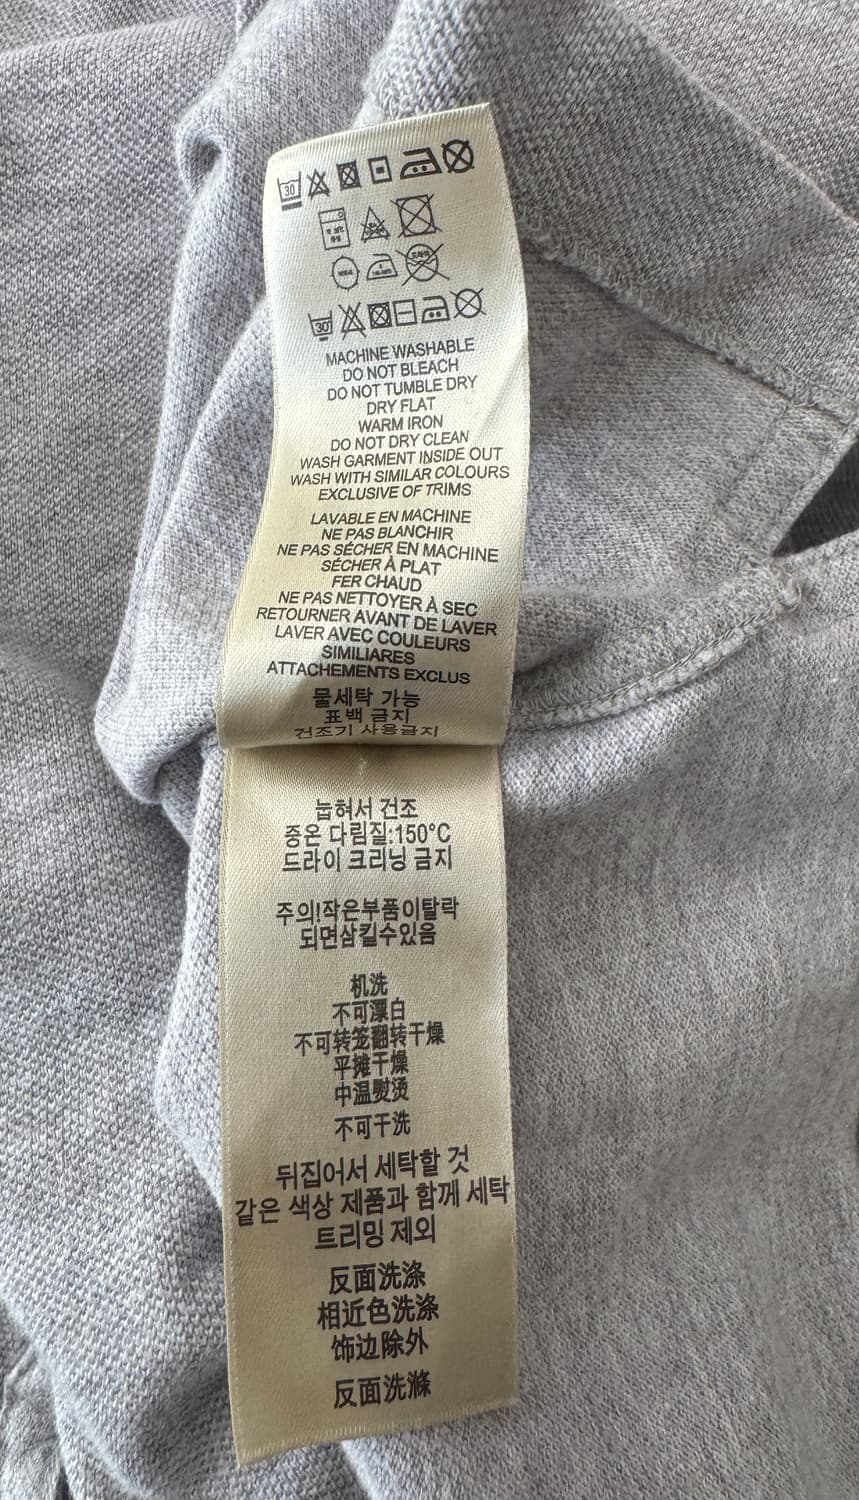 30
30
MACHINE WASHABLE
DO NOT BLEACH
DO NOT TUMBLE DRY
DRY FLAT
WARM IRON
DO NOT DRY CLEAN
WASH GARMENT INSIDE OUT
WASH WITH SIMILAR COLOURS
EXCLUSIVE OF TRIMS
LAVABLE EN MACHINE
NE PAS BLANCHIR
NE PAS SÉCHER EN MACHINE
SÉCHER À PLAT
FER CHAUD
NE PAS NETTOYER À SEC
RETOURNER AVANT DE LAVER
LAVER AVEC COULEURS
SIMILIARES
ATTACHEMENTS EXCLUS
물세탁 가능
표백 금지
건조기 사용금지
눕혀서 건조
중온 다림질:150°C
드라이 크리닝 금지
주의!작은부품이탈락
되면삼킬수있음
机洗
不可漂白
不可转笼翻转干燥
平摊干燥
中温熨烫
不可干洗
뒤집어서 세탁할 것
같은 색상 제품과 함께 세탁
트리밍 제외
反面洗涤
相近色洗涤
饰边除外
反面洗滌